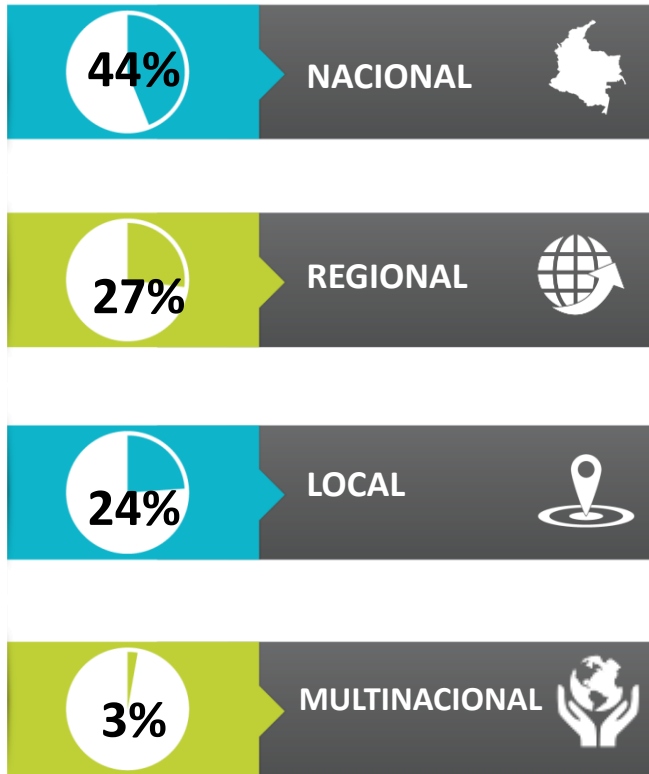 44%
NACIONAL
27%
REGIONAL
24%
LOCAL
3%
MULTINACIONAL